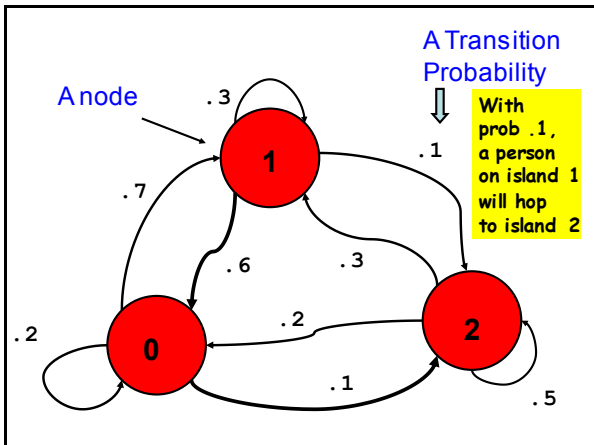 A Transition
Probability
A node
.3
With
prob .1,
a person
on island 1
will hop
to island 2
.1
1
.7
.6
.3
.2
.2
2
0
.1
.5